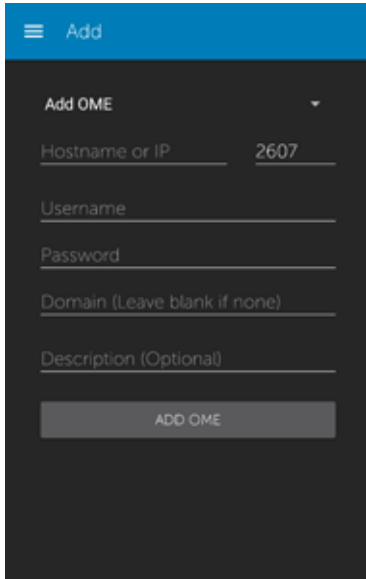 Add
Add OME
Hostname or IP 2607
Username
Password
Domain (Leave blank if none)
Description (Optional)
ADD OME